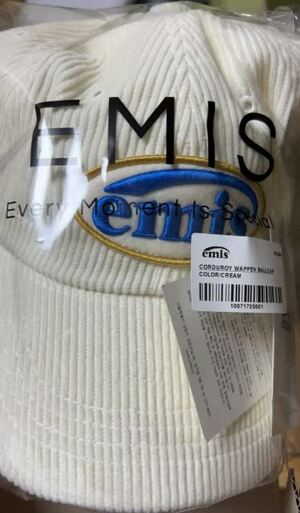 EMIS
Every Moment Is Special
emis
emis
CORDUROY WAPPEN BALLCAP
COLOR:CREAM
10071720001